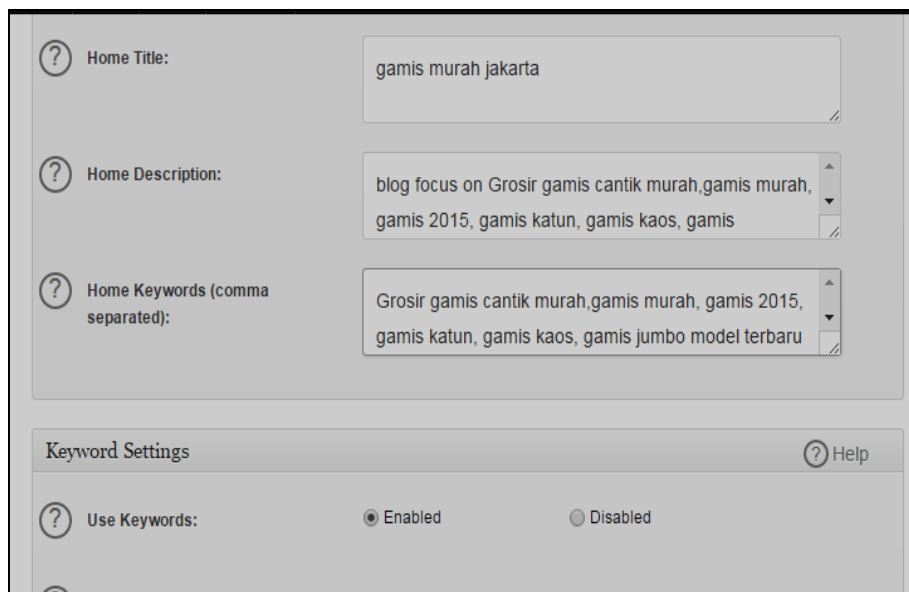 Home Title:
gamis murah jakarta
Home Description:
blog focus on Grosir gamis cantik murah,gamis murah,
gamis 2015, gamis katun, gamis kaos, gamis
Home Keywords (comma
separated):
Grosir gamis cantik murah,gamis murah, gamis 2015,
gamis katun, gamis kaos, gamis jumbo model terbaru
Keyword Settings
? Help
? Use Keywords:
Enabled
Disabled